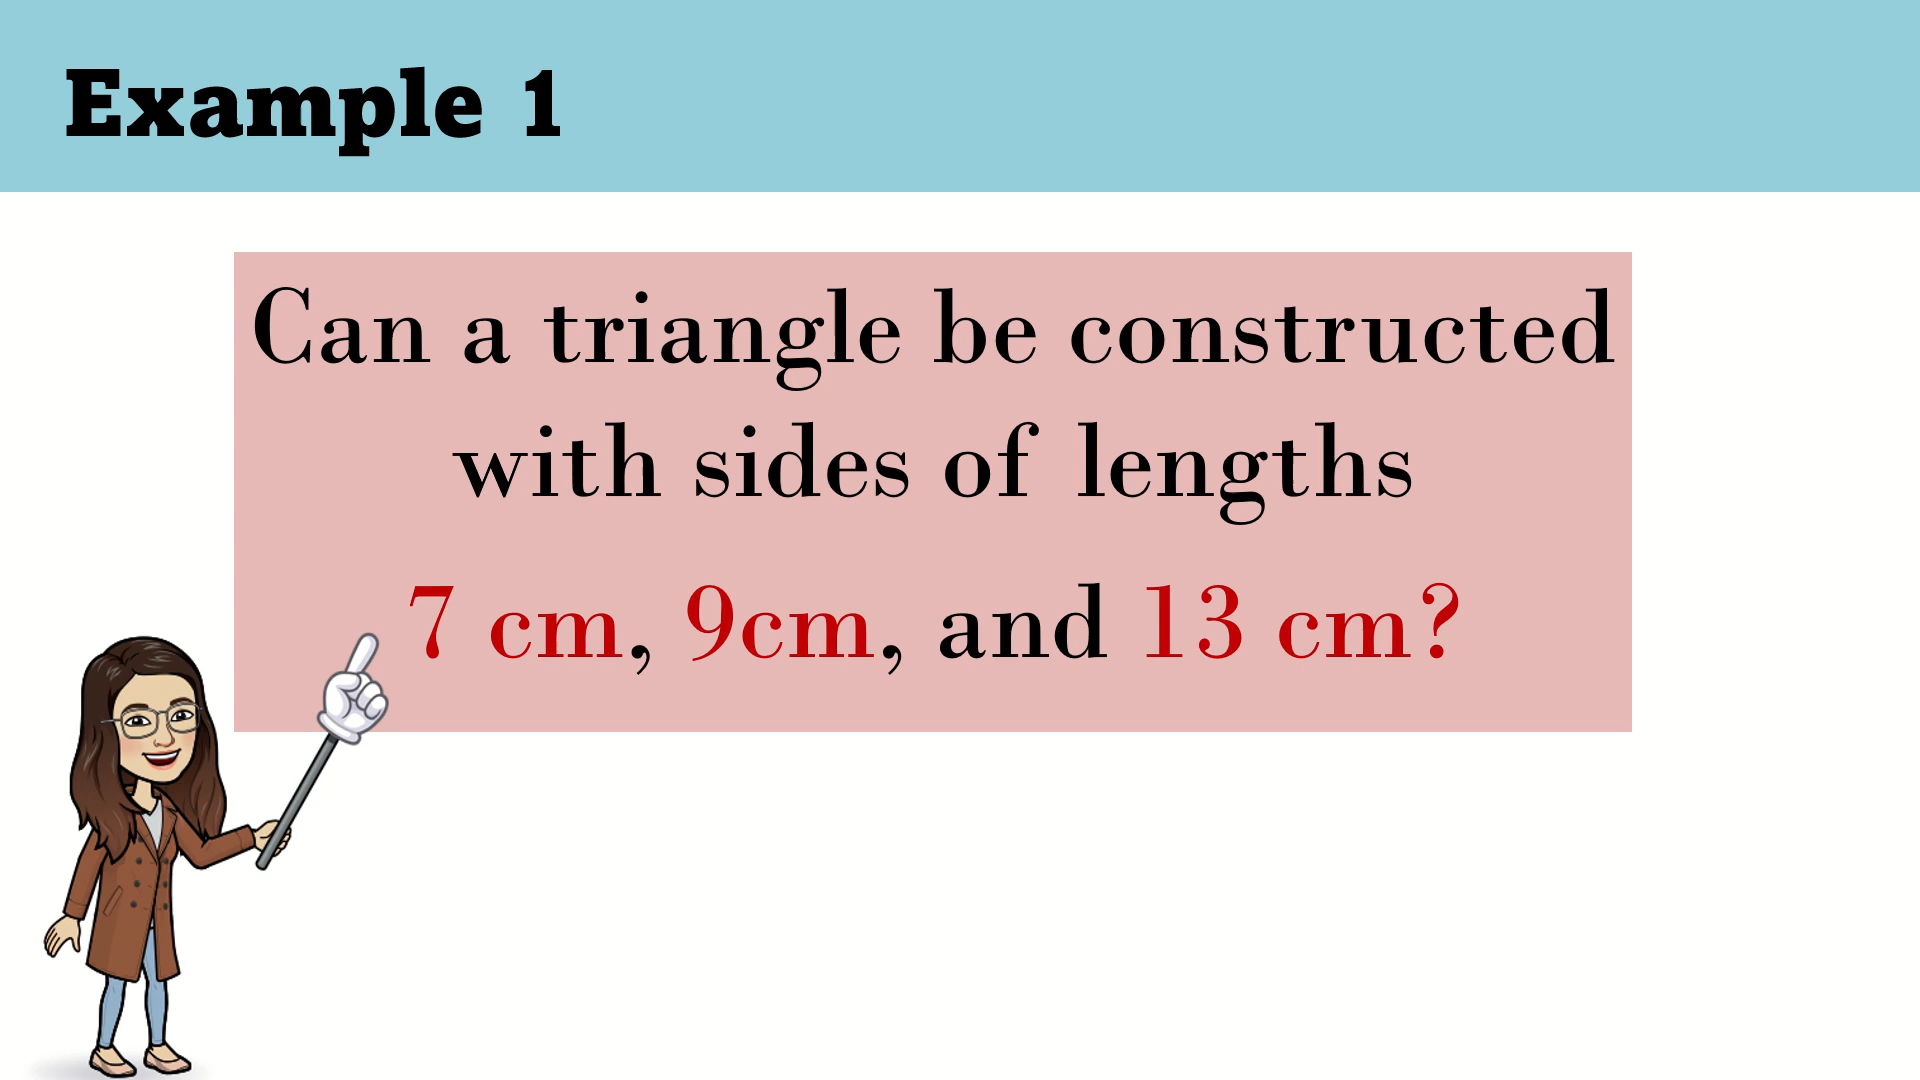 Example 1
Can a triangle be constructed
with sides of lengths
7 cm, 9cm, and 13 cm?